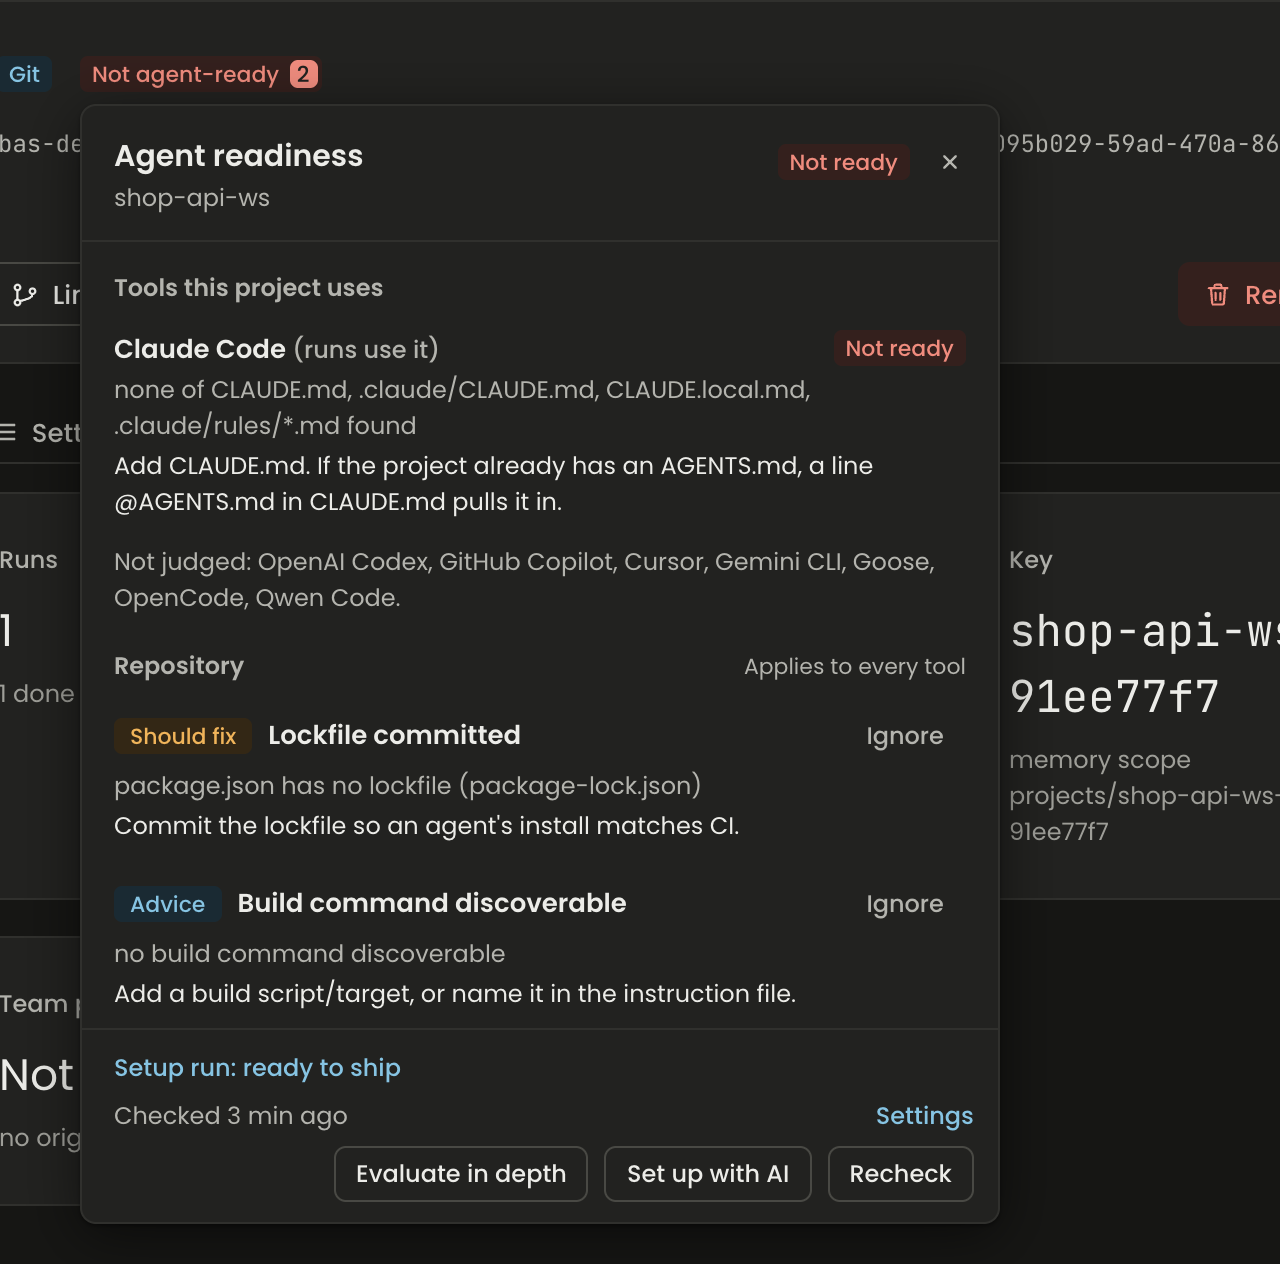 Git
Not agent-ready 2
Agent readiness
Not ready
shop-api-ws
095b029-59ad-470a-86
Tools this project uses
Claude Code (runs use it)
Not ready
none of CLAUDE.md, .claude/CLAUDE.md, CLAUDE.local.md,
.claude/rules/*.md found
Add CLAUDE.md. If the project already has an AGENTS.md, a line
@AGENTS.md in CLAUDE.md pulls it in.
Not judged: OpenAI Codex, GitHub Copilot, Cursor, Gemini CLI, Goose,
OpenCode, Qwen Code.
Repository
Applies to every tool
Should fix
Lockfile committed
Ignore
package.json has no lockfile (package-lock.json)
Commit the lockfile so an agent's install matches CI.
Advice
Build command discoverable
Ignore
no build command discoverable
Add a build script/target, or name it in the instruction file.
Setup run: ready to ship
Checked 3 min ago
Settings
Evaluate in depth
Set up with AI
Recheck
bas-de
Lin
Sett
Runs
1
1 done
Team
Not
no orig
Re
Key
shop-api-ws
91ee77f7
memory scope
projects/shop-api-ws-
91ee77f7